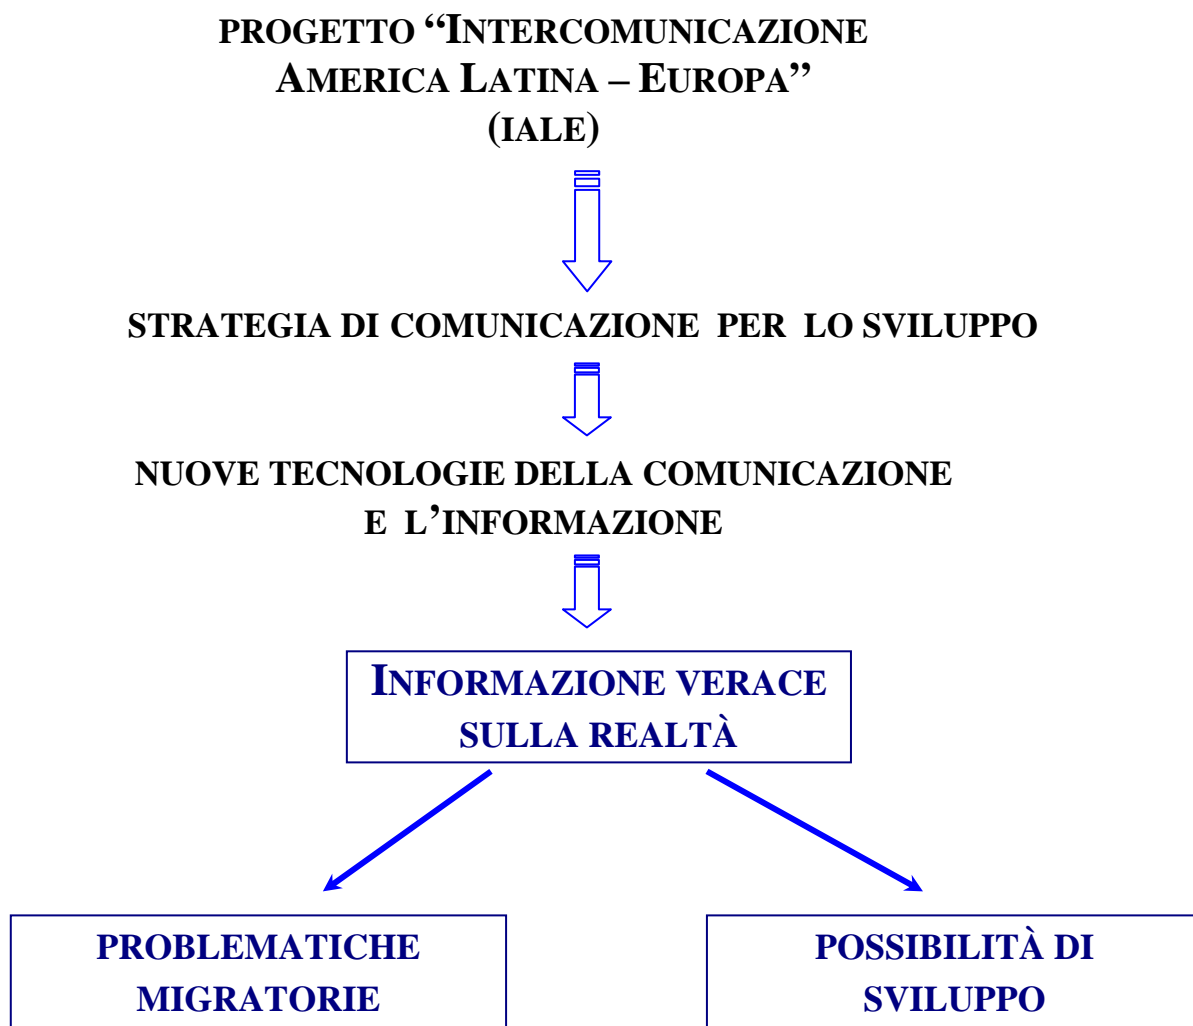 PROGETTO “INTERCOMUNICAZIONE
AMERICA LATINA – EUROPA”
(IALE)
STRATEGIA DI COMUNICAZIONE PER LO SVILUPPO
NUOVE TECNOLOGIE DELLA COMUNICAZIONE
E L’INFORMAZIONE
INFORMAZIONE VERACE
SULLA REALTÀ
PROBLEMATICHE
MIGRATORIE
POSSIBILITÀ DI
SVILUPPO